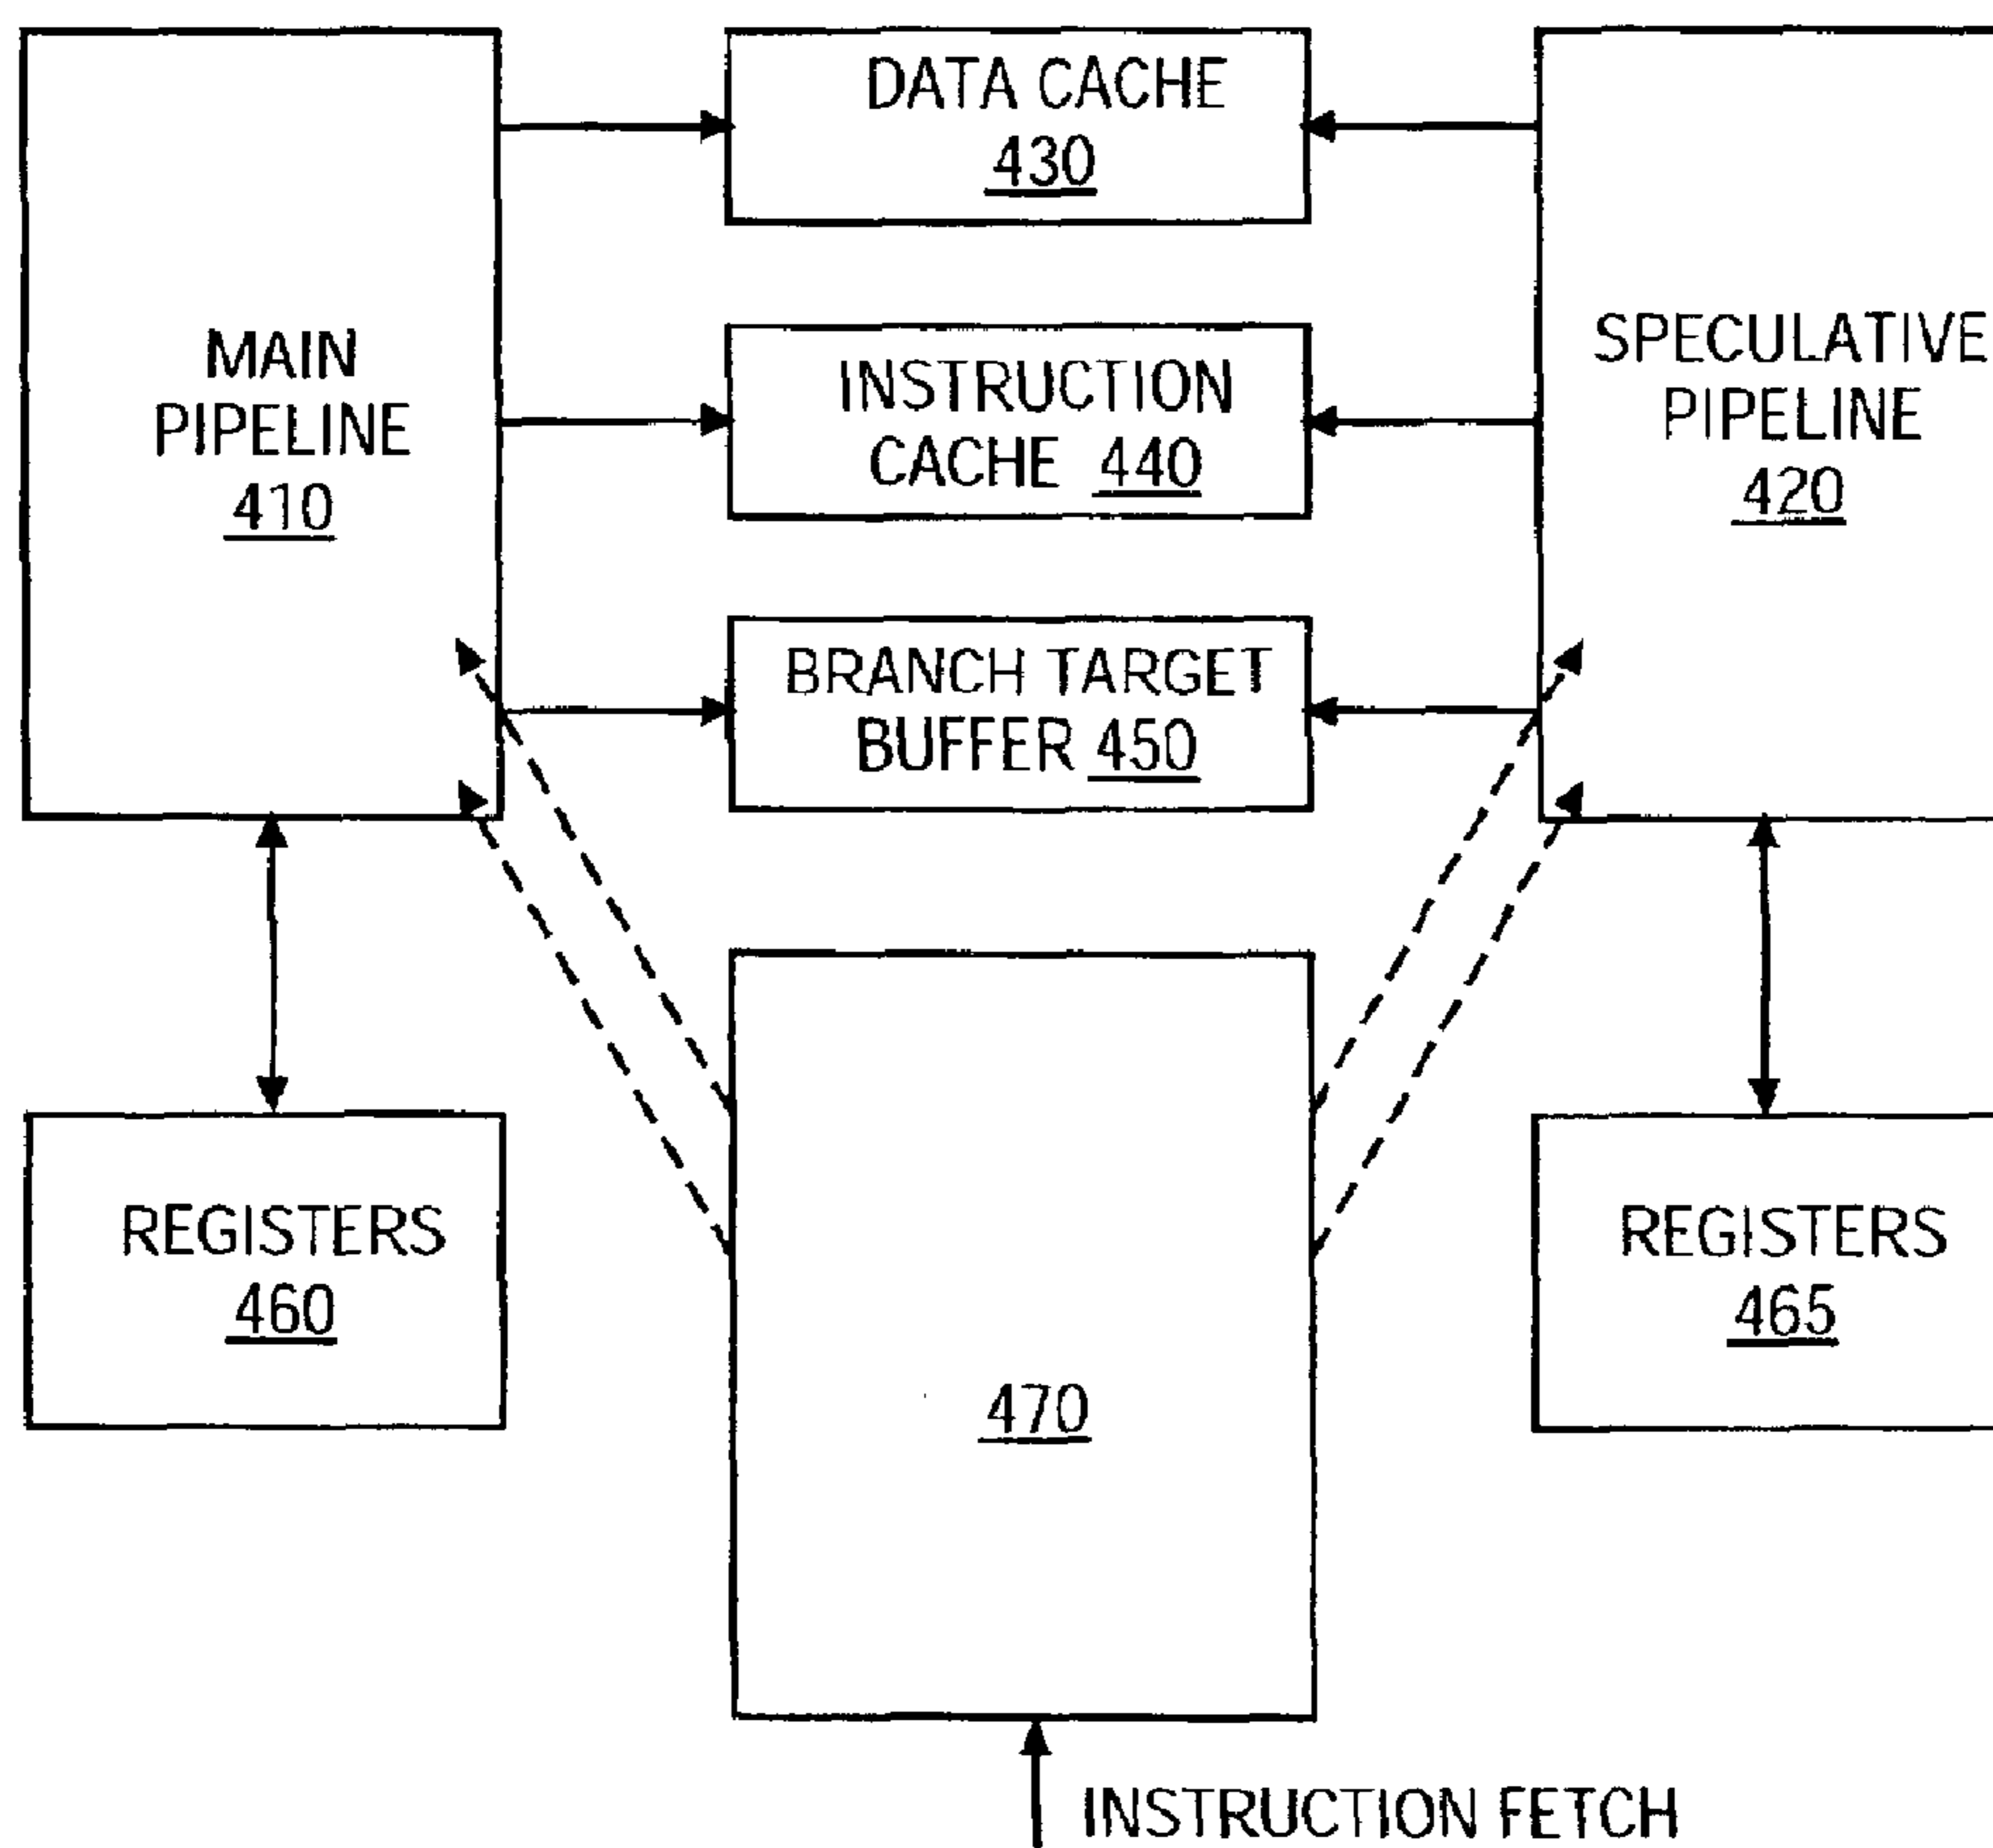 DATA CACHE
430
MAIN
PIPELINE
410
INSTRUCTION
CACHE 440
SPECULATIVE
PIPELINE
420
BRANCH TARGET
BUFFER 450
REGISTERS
460
470
REGISTERS
465
INSTRUCTION FETCH